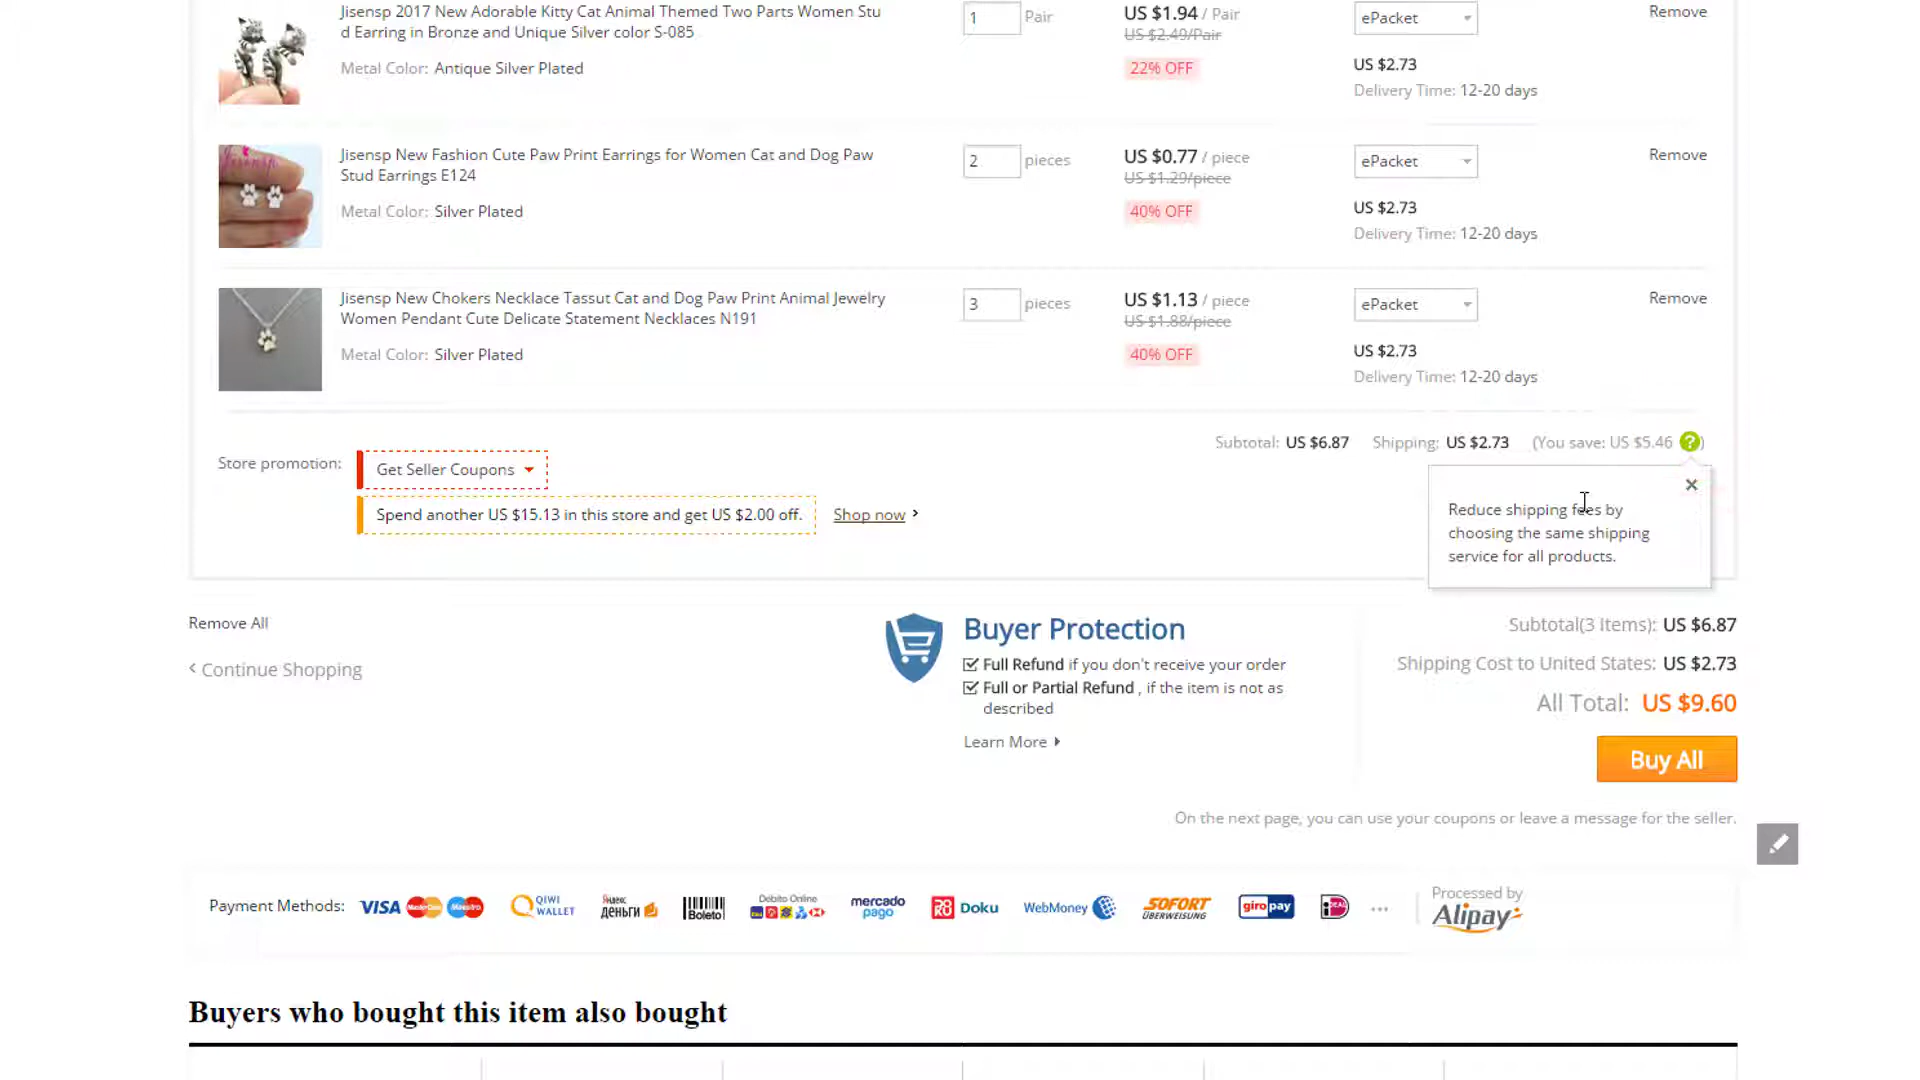 Jisensp 2017 New Adorable Kitty Cat Animal Themed Two Parts Women Stu
d Earring in Bronze and Unique Silver color S-085
Metal Color: Antique Silver Plated
1 Pair
US $1.94 / Pair
US $2.49/Pair
22% OFF
ePacket
US $2.73
Delivery Time: 12-20 days
Remove
Jisensp
Jisensp New Fashion Cute Paw Print Earrings for Women Cat and Dog Paw
Stud Earrings E124
Metal Color: Silver Plated
2 pieces
US $0.77 / piece
US $1.29/piece
40% OFF
ePacket
US $2.73
Delivery Time: 12-20 days
Remove
Jisensp New Chokers Necklace Tassut Cat and Dog Paw Print Animal Jewelry
Women Pendant Cute Delicate Statement Necklaces N191
Metal Color: Silver Plated
3 pieces
US $1.13 / piece
US $1.88/piece
40% OFF
ePacket
US $2.73
Delivery Time: 12-20 days
Remove
Subtotal: US $6.87 Shipping: US $2.73 (You save: US $5.46 ?)
Store promotion:
Get Seller Coupons
Spend another US $15.13 in this store and get US $2.00 off.
Shop now >
×
Reduce shipping fees by
choosing the same shipping
service for all products.
Remove All
< Continue Shopping
Buyer Protection
Full Refund if you don't receive your order
Full or Partial Refund , if the item is not as
described
Learn More
Subtotal(3 Items): US $6.87
Shipping Cost to United States: US $2.73
All Total: US $9.60
Buy All
On the next page, you can use your coupons or leave a message for the seller.
Payment Methods: VISA MasterCard Maestro
QIWI
WALLET
Яндекс
деньги
Boleto
Débito Online
mercado
pago
Doku
WebMoney
SOFORT
ÜBERWEISUNG
giropay
iDEAL
...
Processed by
Alipay
Buyers who bought this item also bought